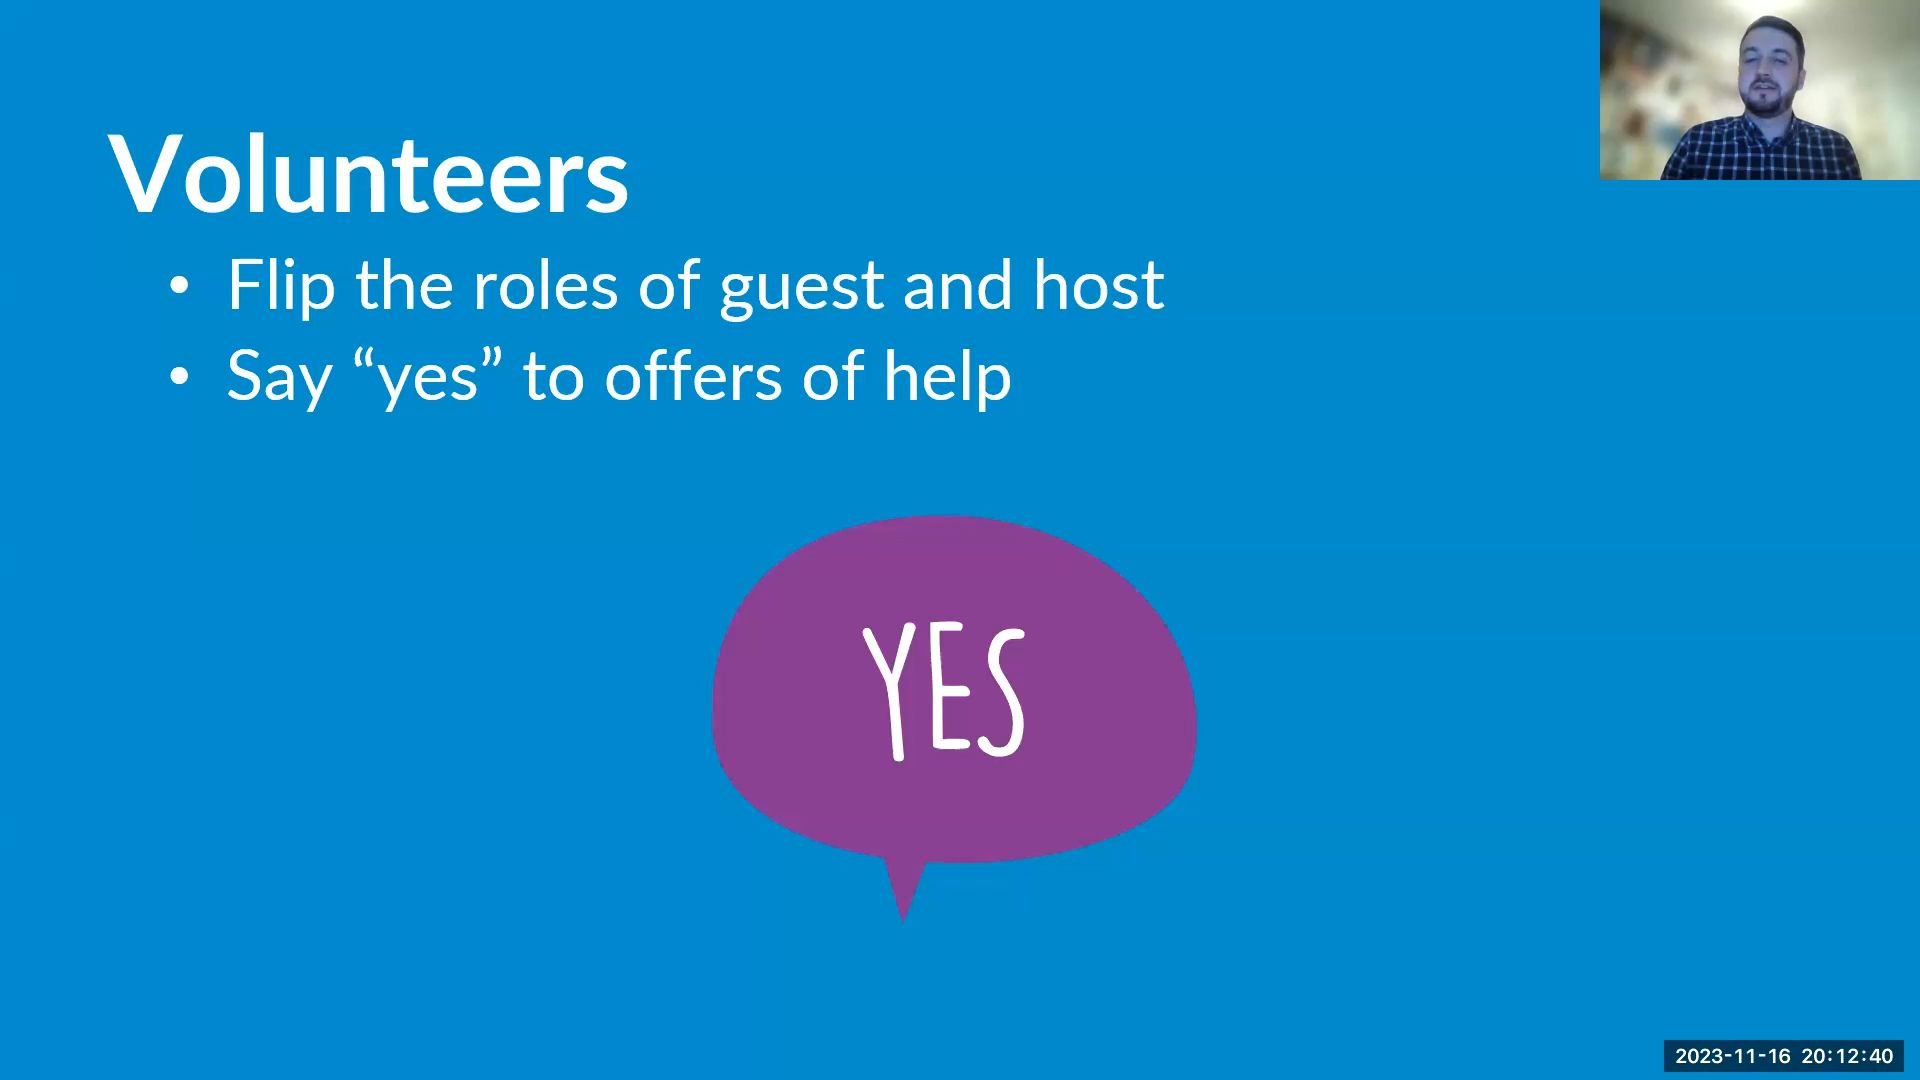 Volunteers
• Flip the roles of guest and host
• Say “yes” to offers of help
YES
2023-11-16 20:12:40